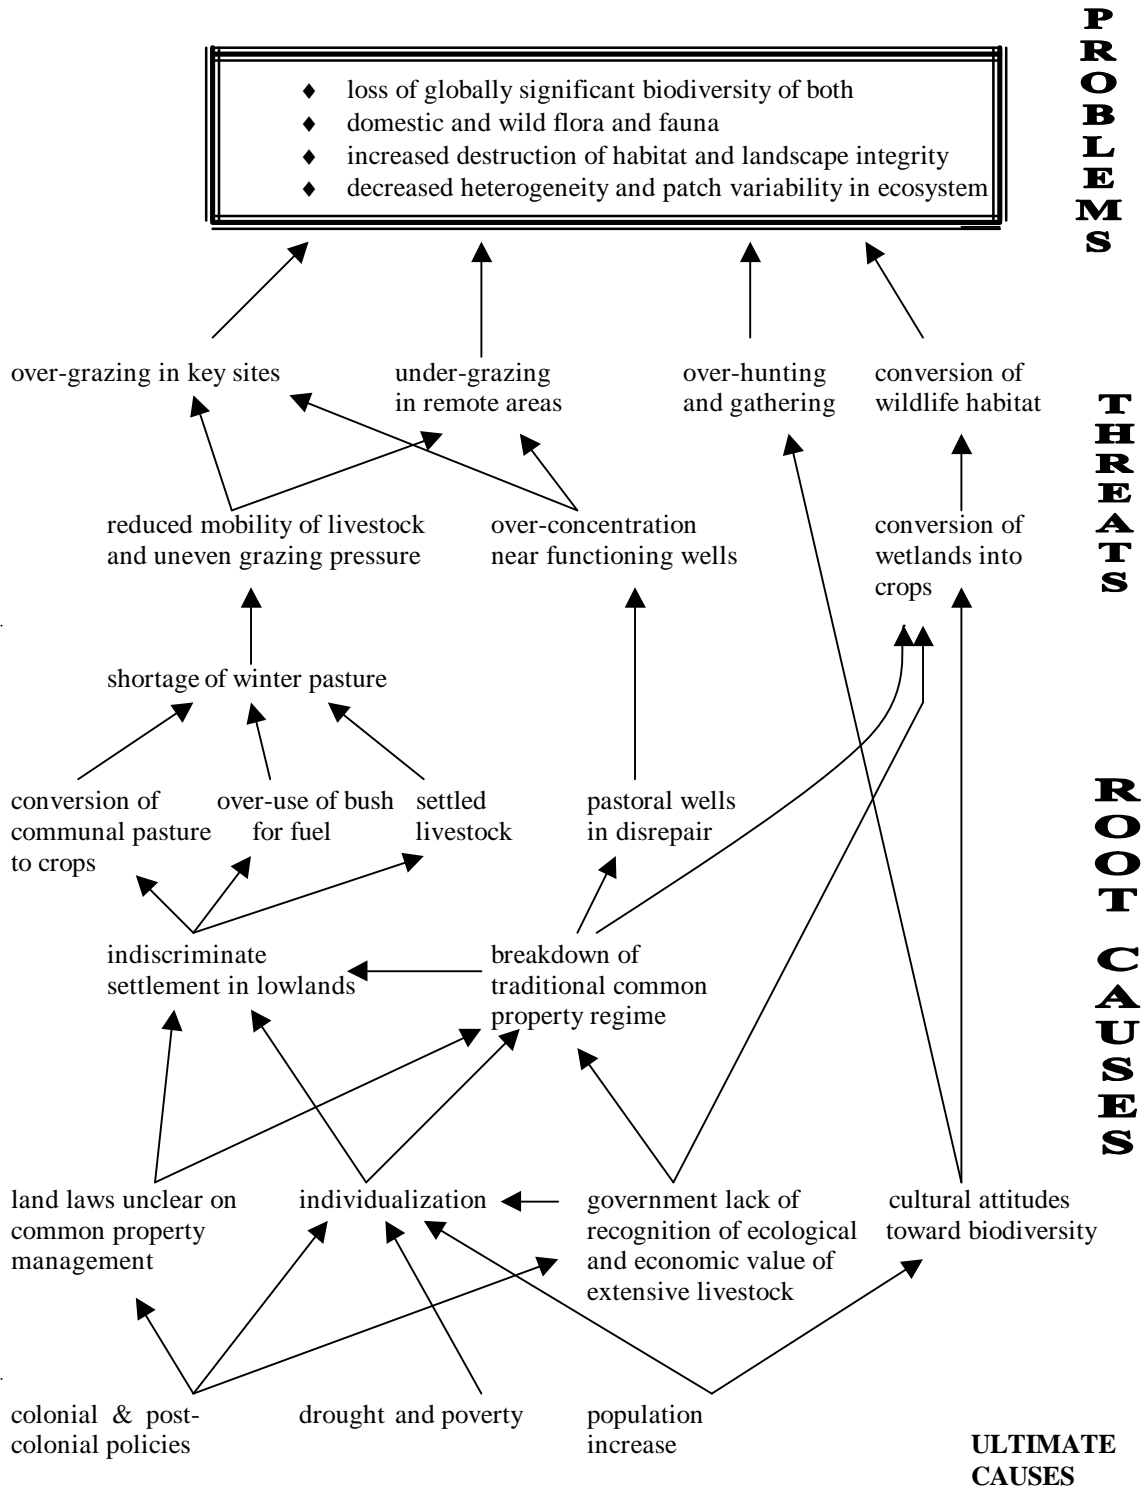 PROBLEMS
♦ loss of globally significant biodiversity of both
♦ domestic and wild flora and fauna
♦ increased destruction of habitat and landscape integrity
♦ decreased heterogeneity and patch variability in ecosystem
over-grazing in key sites
under-grazing
in remote areas
over-hunting
and gathering
conversion of
wildlife habitat
THREATS
reduced mobility of livestock
and uneven grazing pressure
over-concentration
near functioning wells
conversion of
wetlands into
crops
shortage of winter pasture
conversion of
communal pasture
to crops
over-use of bush
for fuel
settled
livestock
pastoral wells
in disrepair
ROOT CAUSES
indiscriminate
settlement in lowlands
breakdown of
traditional common
property regime
land laws unclear on
common property
management
individualization
government lack of
recognition of ecological
and economic value of
extensive livestock
cultural attitudes
toward biodiversity
colonial & post-
colonial policies
drought and poverty
population
increase
ULTIMATE
CAUSES